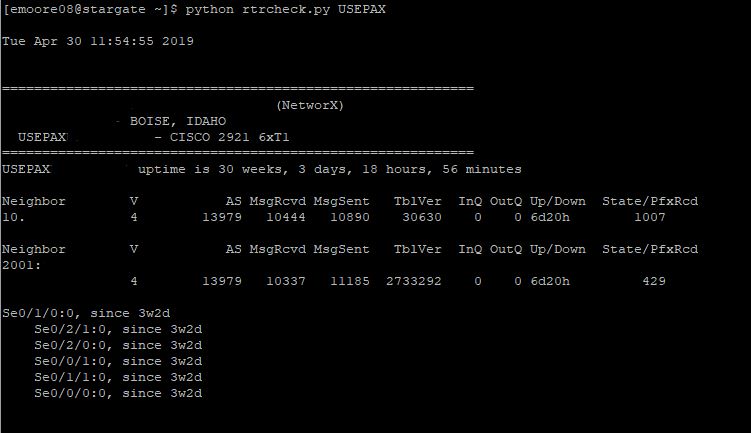 [emoore08@stargate ~]$ python rtrcheck.py USEPAX
Tue Apr 30 11:54:55 2019
===========================================================
(NetworX)
- BOISE, IDAHO
USEPAX - CISCO 2921 6xT1
===========================================================
USEPAX uptime is 30 weeks, 3 days, 18 hours, 56 minutes
Neighbor V AS MsgRcvd MsgSent TblVer InQ OutQ Up/Down State/PfxRcd
10. 4 13979 10444 10890 30630 0 0 6d20h 1007
Neighbor V AS MsgRcvd MsgSent TblVer InQ OutQ Up/Down State/PfxRcd
2001:
4 13979 10337 11185 2733292 0 0 6d20h 429
Se0/1/0:0, since 3w2d
Se0/2/1:0, since 3w2d
Se0/2/0:0, since 3w2d
Se0/0/1:0, since 3w2d
Se0/1/1:0, since 3w2d
Se0/0/0:0, since 3w2d